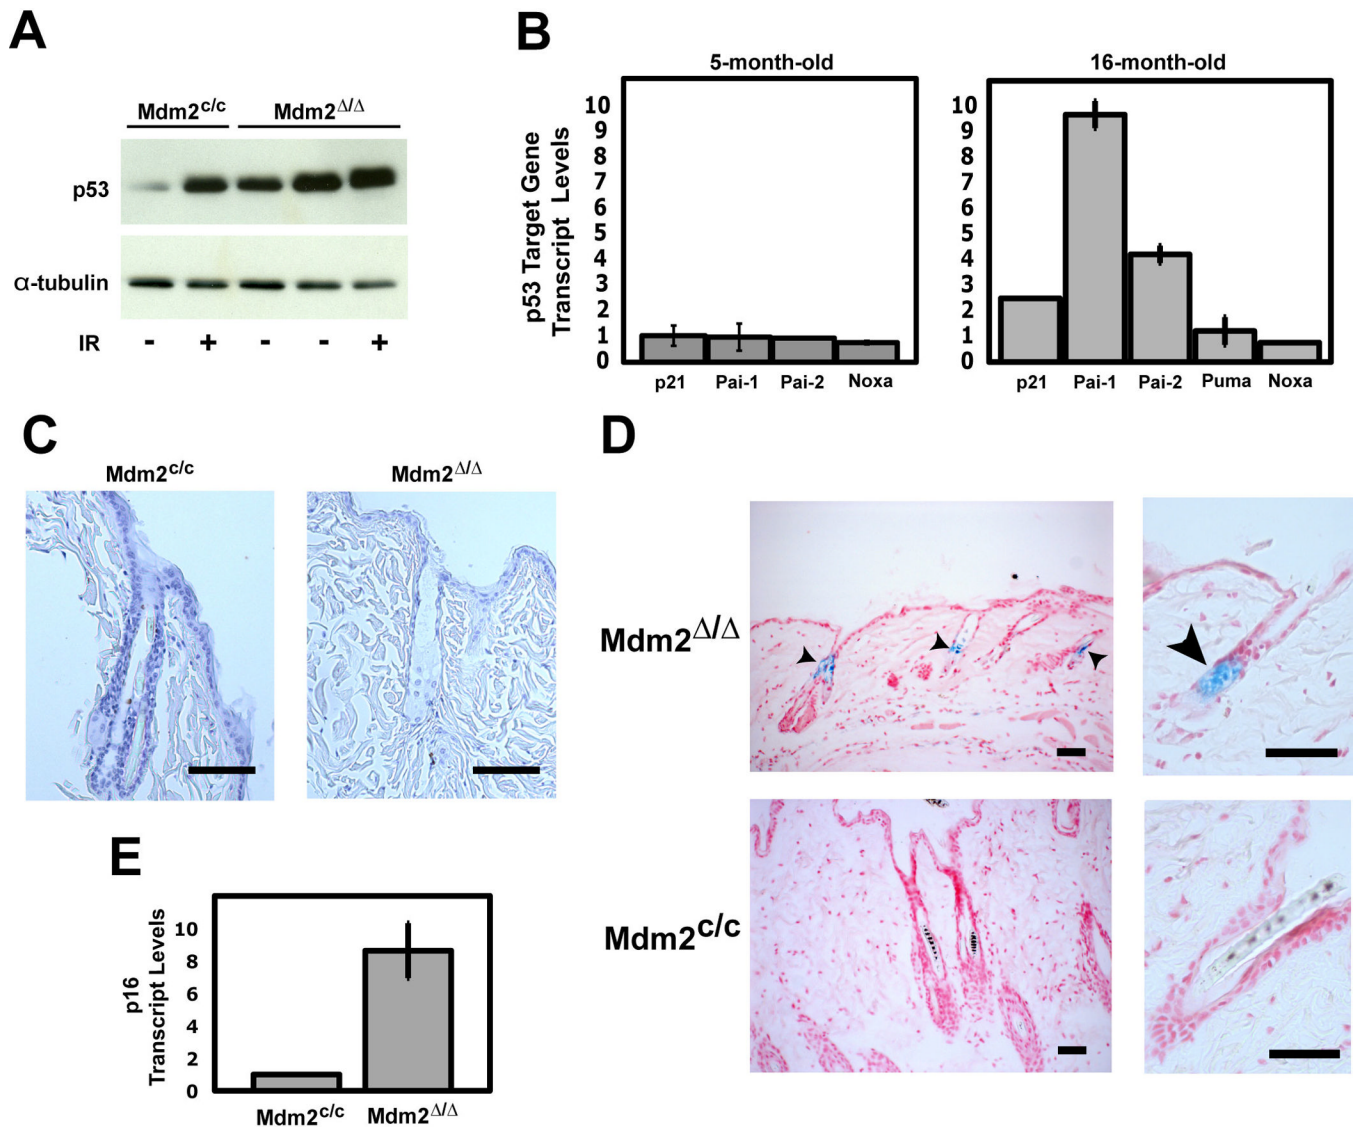 A
Mdm2c/c Mdm2Δ/Δ
p53
α-tubulin
IR - + - - +
B
5-month-old
16-month-old
p53 Target Gene
Transcript Levels
10
9
8
7
6
5
4
3
2
1
0
p21 Pai-1 Pai-2 Noxa
10
9
8
7
6
5
4
3
2
1
0
p21 Pai-1 Pai-2 Puma Noxa
C
Mdm2c/c
Mdm2Δ/Δ
D
Mdm2Δ/Δ
Mdm2c/c
E
p16
Transcript Levels
10
8
6
4
2
0
Mdm2c/c Mdm2Δ/Δ